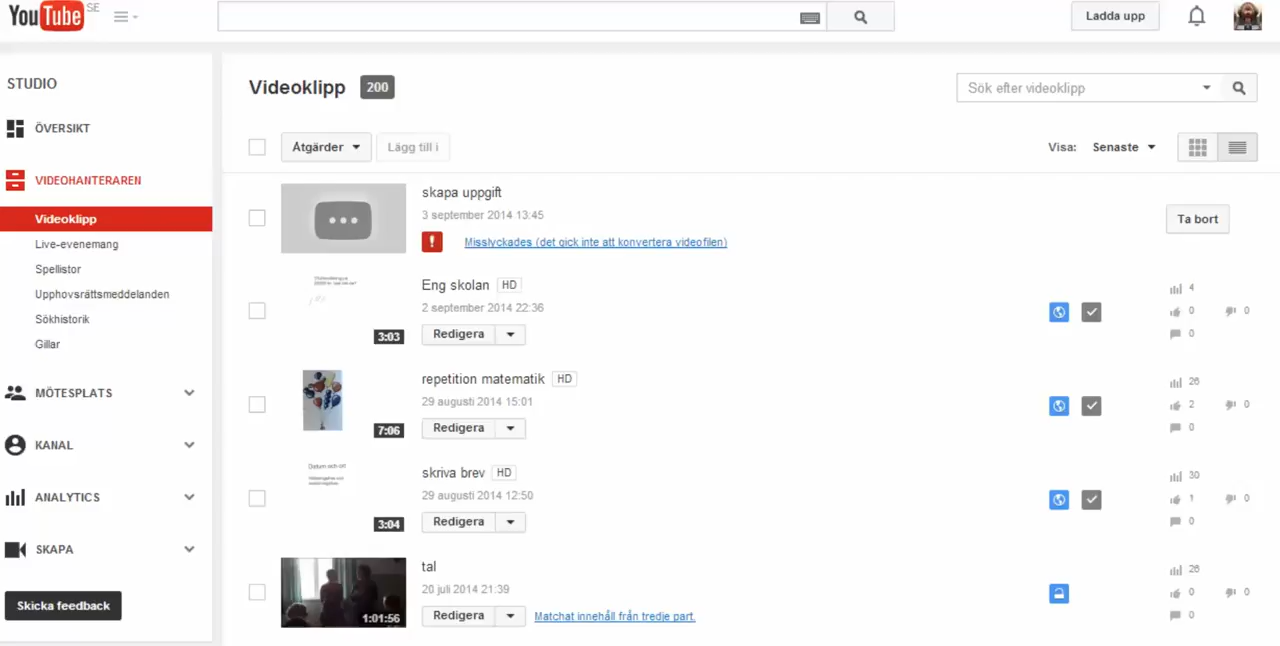 YouTube SE
Ladda upp
STUDIO
Videoklipp 200
Sök efter videoklipp
ÖVERSIKT
Åtgärder
Lägg till i
Visa: Senaste
VIDEOHANTERAREN
Videoklipp
Live-evenemang
Spellistor
Upphovsrättsmeddelanden
Sökhistorik
Gillar
MÖTESPLATS
KANAL
ANALYTICS
SKAPA
Skicka feedback
skapa uppgift
3 september 2014 13:45
Misslyckades (det gick inte att konvertera videofilen)
Ta bort
Eng skolan HD
2 september 2014 22:36
3:03
Redigera
4
0 0
0
repetition matematik HD
29 augusti 2014 15:01
7:06
Redigera
26
2 0
0
Datum och ort
skriva brev HD
29 augusti 2014 12:50
3:04
Redigera
30
1 0
0
tal
20 juli 2014 21:39
1:01:56
Redigera
Matchat innehåll från tredje part.
26
0 0
0